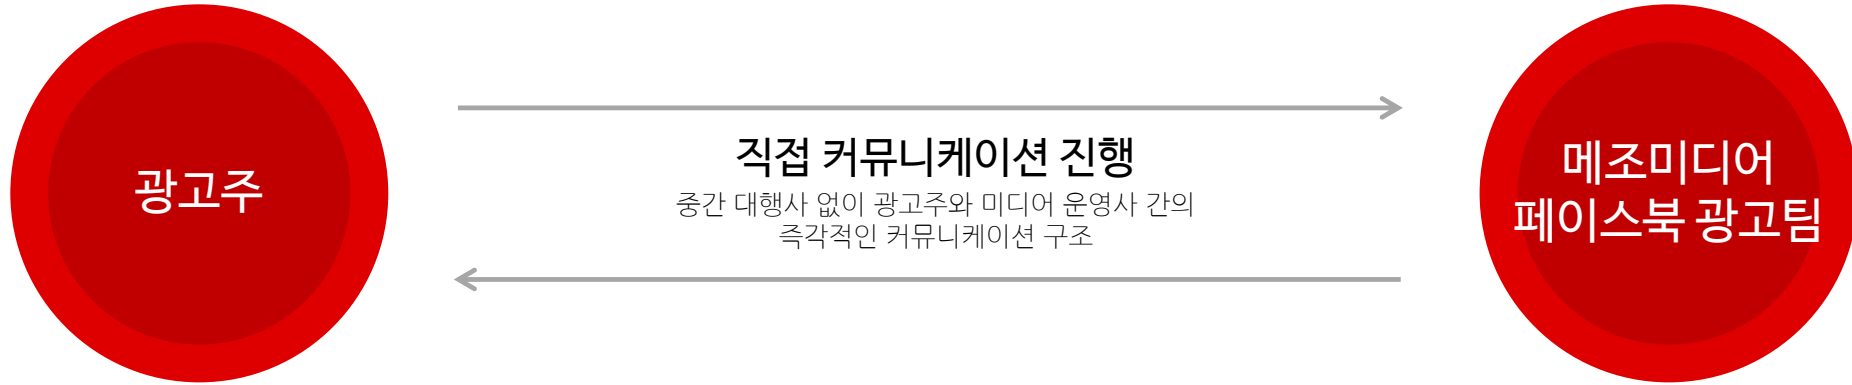 광고주
직접 커뮤니케이션 진행
중간 대행사 없이 광고주와 미디어 운영사 간의
즉각적인 커뮤니케이션 구조
메조미디어
페이스북 광고팀